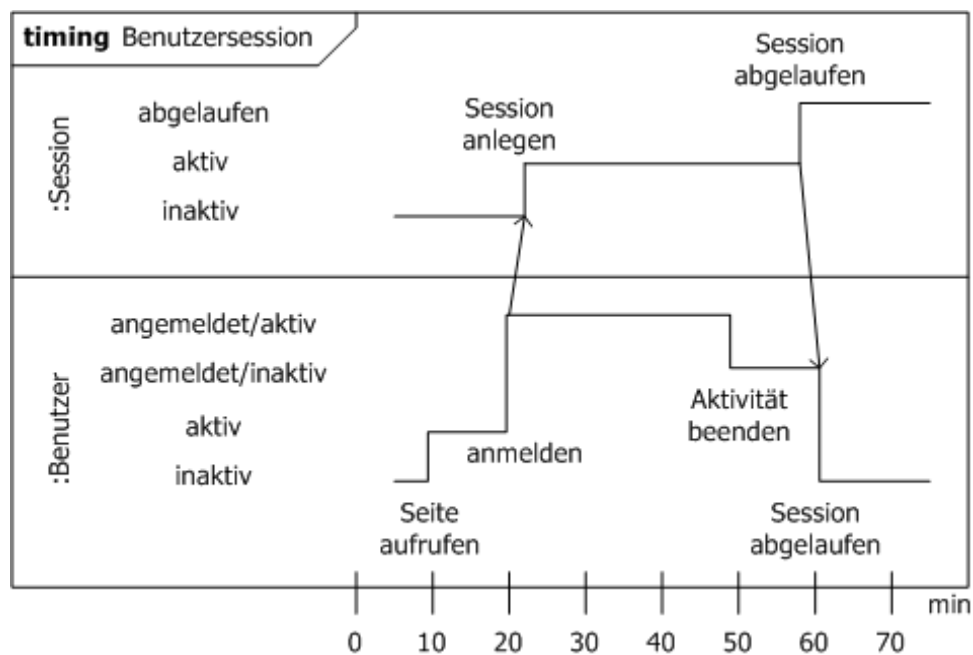 timing Benutzersession
Session
abgelaufen
Session
anlegen
:Session
abgelaufen
aktiv
inaktiv
:Benutzer
angemeldet/aktiv
angemeldet/inaktiv
aktiv
inaktiv
anmelden
Aktivität
beenden
Seite
aufrufen
Session
abgelaufen
min
0 10 20 30 40 50 60 70